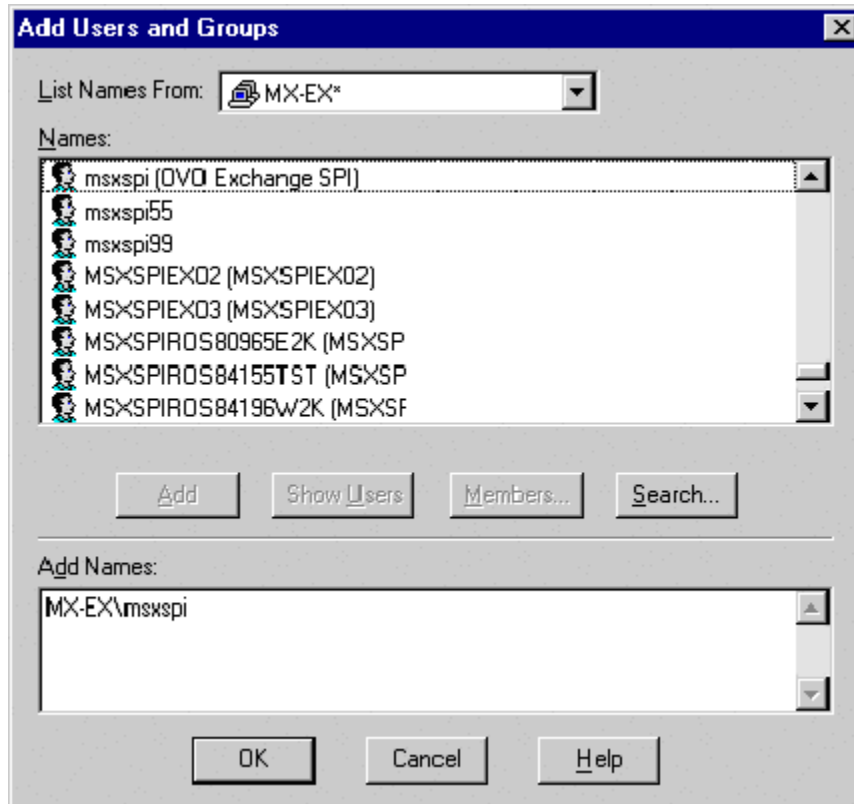 Add Users and Groups
List Names From: MX-EX*
Names:
msxspi (OVO Exchange SPI)
msxspi55
msxspi99
MSXSPIEX02 (MSXSPIEX02)
MSXSPIEX03 (MSXSPIEX03)
MSXSPIROS80965E2K (MSXSP
MSXSPIROS84155TST (MSXSP
MSXSPIROS84196W2K (MSXSF
Add Show Users Members... Search...
Add Names:
MX-EX\msxspi
OK Cancel Help